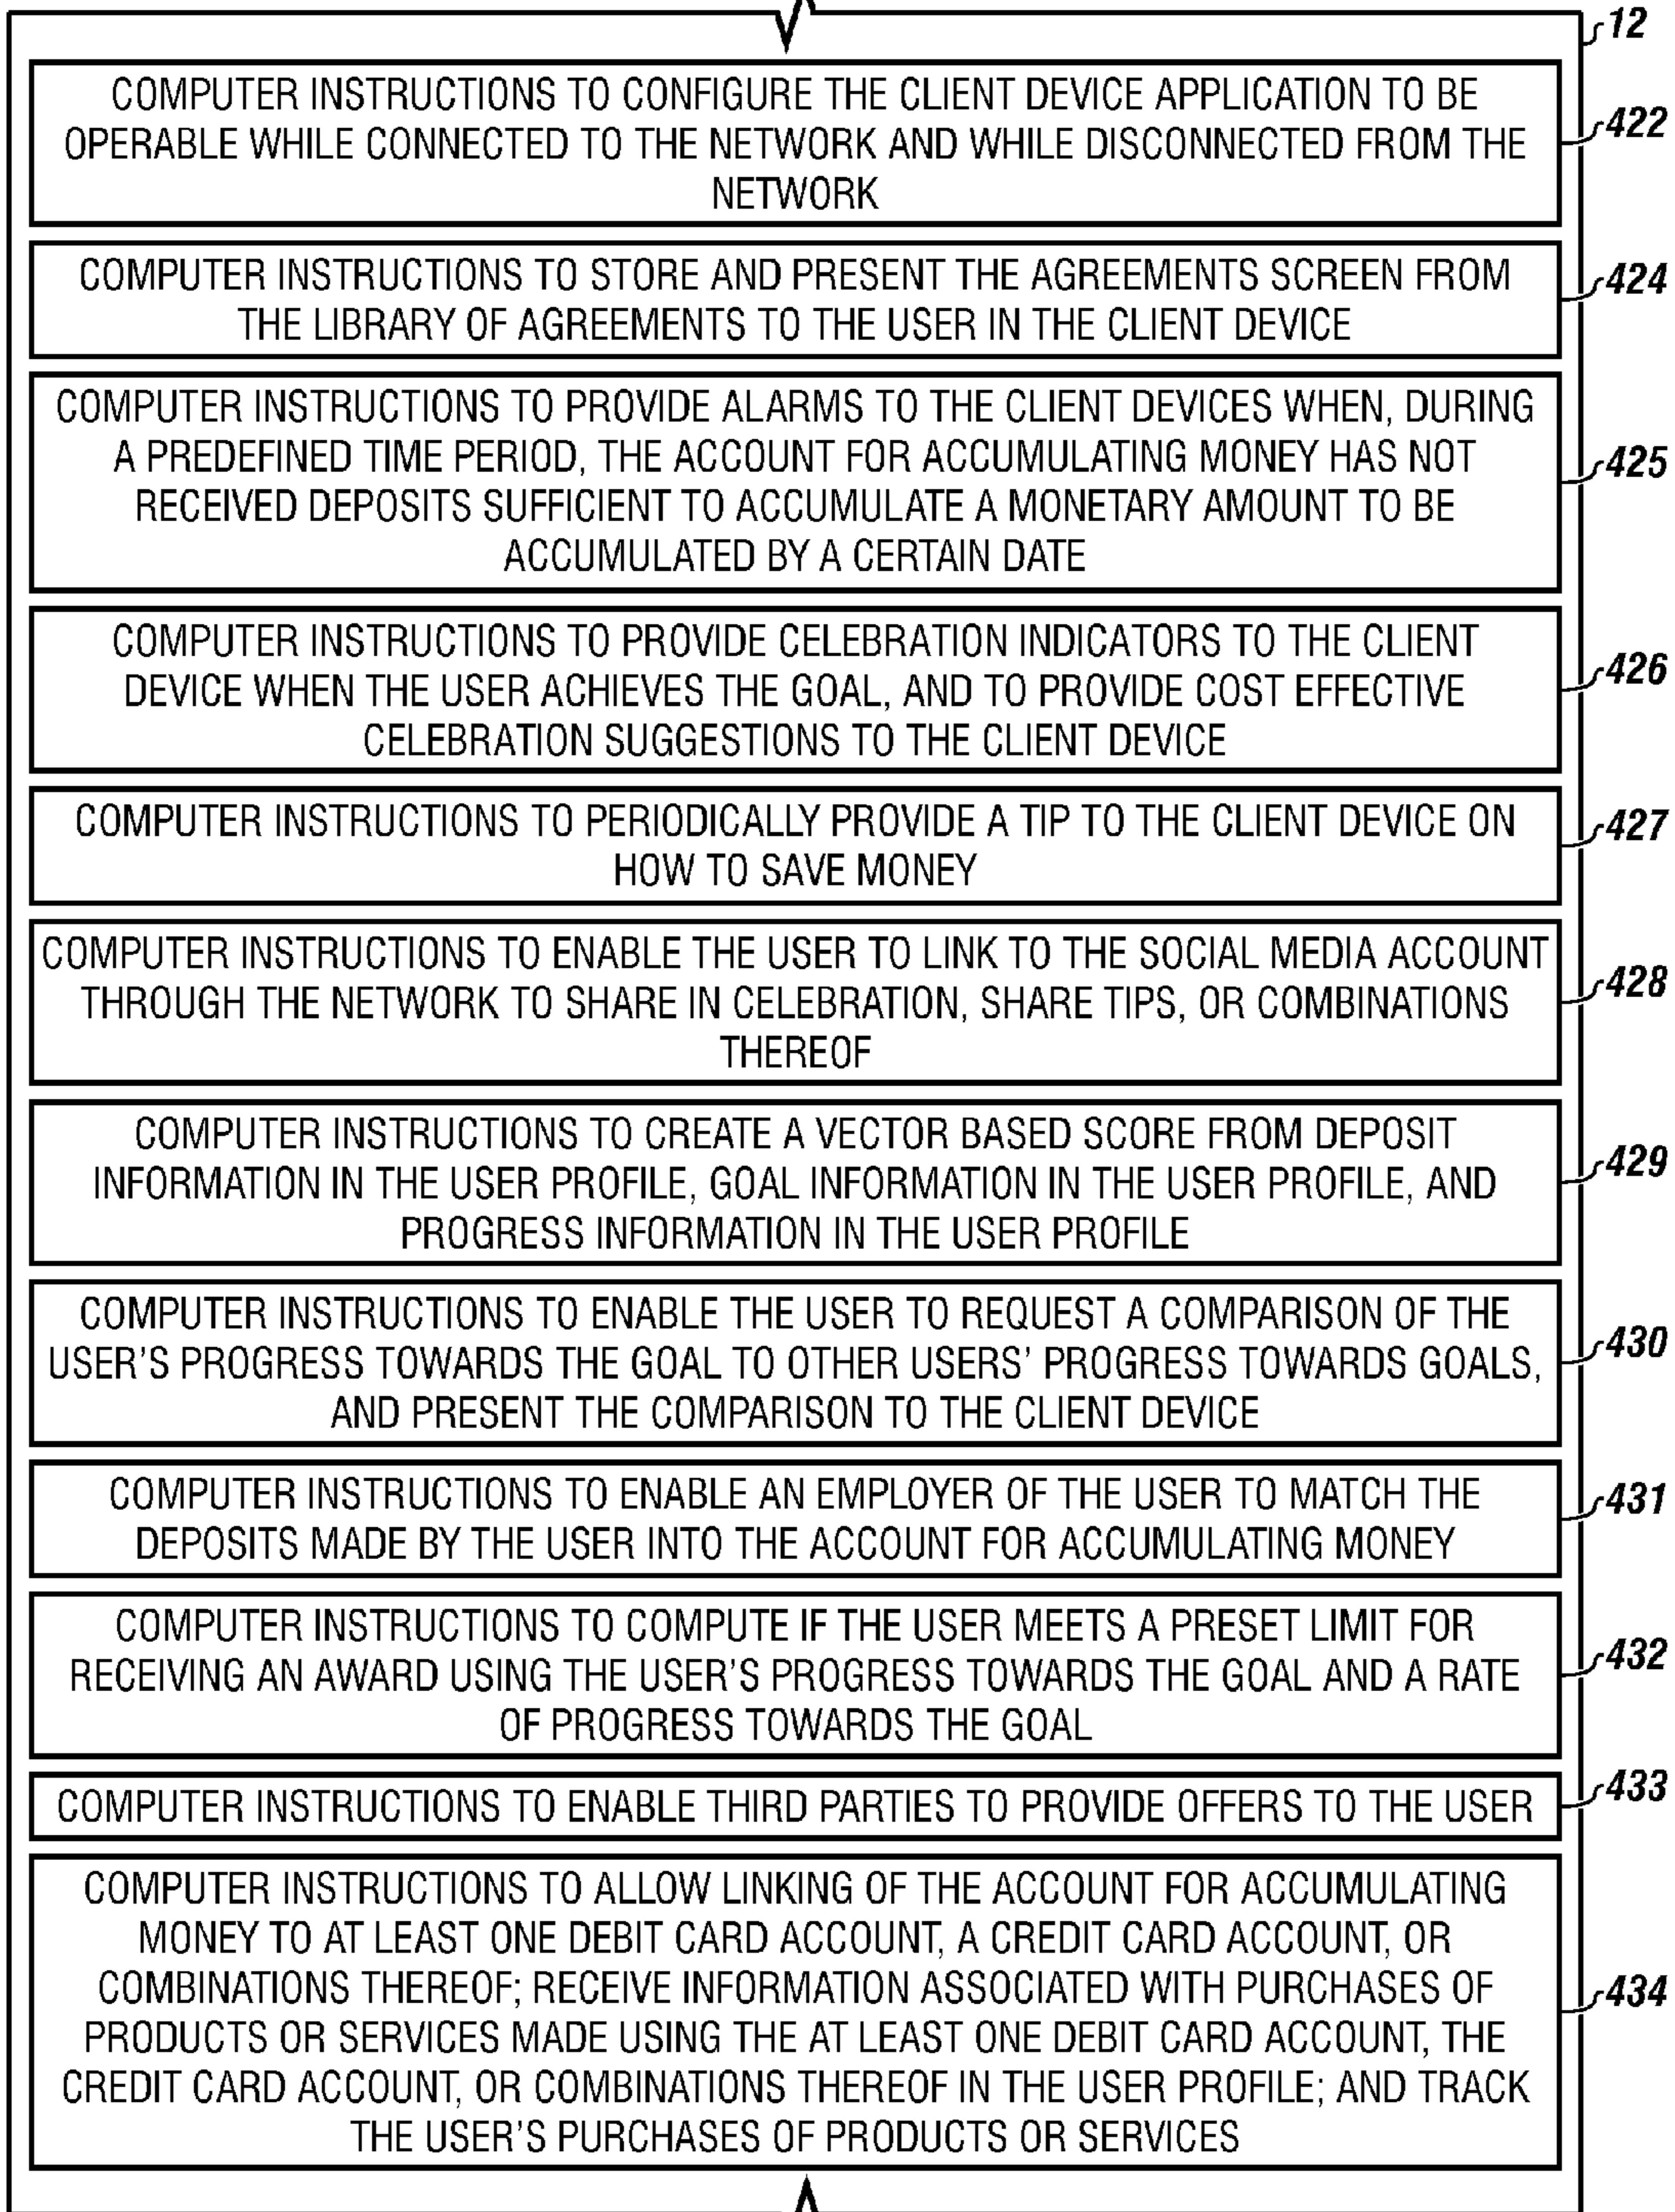 12
COMPUTER INSTRUCTIONS TO CONFIGURE THE CLIENT DEVICE APPLICATION TO BE
OPERABLE WHILE CONNECTED TO THE NETWORK AND WHILE DISCONNECTED FROM THE
NETWORK
422
COMPUTER INSTRUCTIONS TO STORE AND PRESENT THE AGREEMENTS SCREEN FROM
THE LIBRARY OF AGREEMENTS TO THE USER IN THE CLIENT DEVICE
424
COMPUTER INSTRUCTIONS TO PROVIDE ALARMS TO THE CLIENT DEVICES WHEN, DURING
A PREDEFINED TIME PERIOD, THE ACCOUNT FOR ACCUMULATING MONEY HAS NOT
RECEIVED DEPOSITS SUFFICIENT TO ACCUMULATE A MONETARY AMOUNT TO BE
ACCUMULATED BY A CERTAIN DATE
425
COMPUTER INSTRUCTIONS TO PROVIDE CELEBRATION INDICATORS TO THE CLIENT
DEVICE WHEN THE USER ACHIEVES THE GOAL, AND TO PROVIDE COST EFFECTIVE
CELEBRATION SUGGESTIONS TO THE CLIENT DEVICE
426
COMPUTER INSTRUCTIONS TO PERIODICALLY PROVIDE A TIP TO THE CLIENT DEVICE ON
HOW TO SAVE MONEY
427
COMPUTER INSTRUCTIONS TO ENABLE THE USER TO LINK TO THE SOCIAL MEDIA ACCOUNT
THROUGH THE NETWORK TO SHARE IN CELEBRATION, SHARE TIPS, OR COMBINATIONS
THEREOF
428
COMPUTER INSTRUCTIONS TO CREATE A VECTOR BASED SCORE FROM DEPOSIT
INFORMATION IN THE USER PROFILE, GOAL INFORMATION IN THE USER PROFILE, AND
PROGRESS INFORMATION IN THE USER PROFILE
429
COMPUTER INSTRUCTIONS TO ENABLE THE USER TO REQUEST A COMPARISON OF THE
USER'S PROGRESS TOWARDS THE GOAL TO OTHER USERS' PROGRESS TOWARDS GOALS,
AND PRESENT THE COMPARISON TO THE CLIENT DEVICE
430
COMPUTER INSTRUCTIONS TO ENABLE AN EMPLOYER OF THE USER TO MATCH THE
DEPOSITS MADE BY THE USER INTO THE ACCOUNT FOR ACCUMULATING MONEY
431
COMPUTER INSTRUCTIONS TO COMPUTE IF THE USER MEETS A PRESET LIMIT FOR
RECEIVING AN AWARD USING THE USER'S PROGRESS TOWARDS THE GOAL AND A RATE
OF PROGRESS TOWARDS THE GOAL
432
COMPUTER INSTRUCTIONS TO ENABLE THIRD PARTIES TO PROVIDE OFFERS TO THE USER
433
COMPUTER INSTRUCTIONS TO ALLOW LINKING OF THE ACCOUNT FOR ACCUMULATING
MONEY TO AT LEAST ONE DEBIT CARD ACCOUNT, A CREDIT CARD ACCOUNT, OR
COMBINATIONS THEREOF; RECEIVE INFORMATION ASSOCIATED WITH PURCHASES OF
PRODUCTS OR SERVICES MADE USING THE AT LEAST ONE DEBIT CARD ACCOUNT, THE
CREDIT CARD ACCOUNT, OR COMBINATIONS THEREOF IN THE USER PROFILE; AND TRACK
THE USER'S PURCHASES OF PRODUCTS OR SERVICES
434